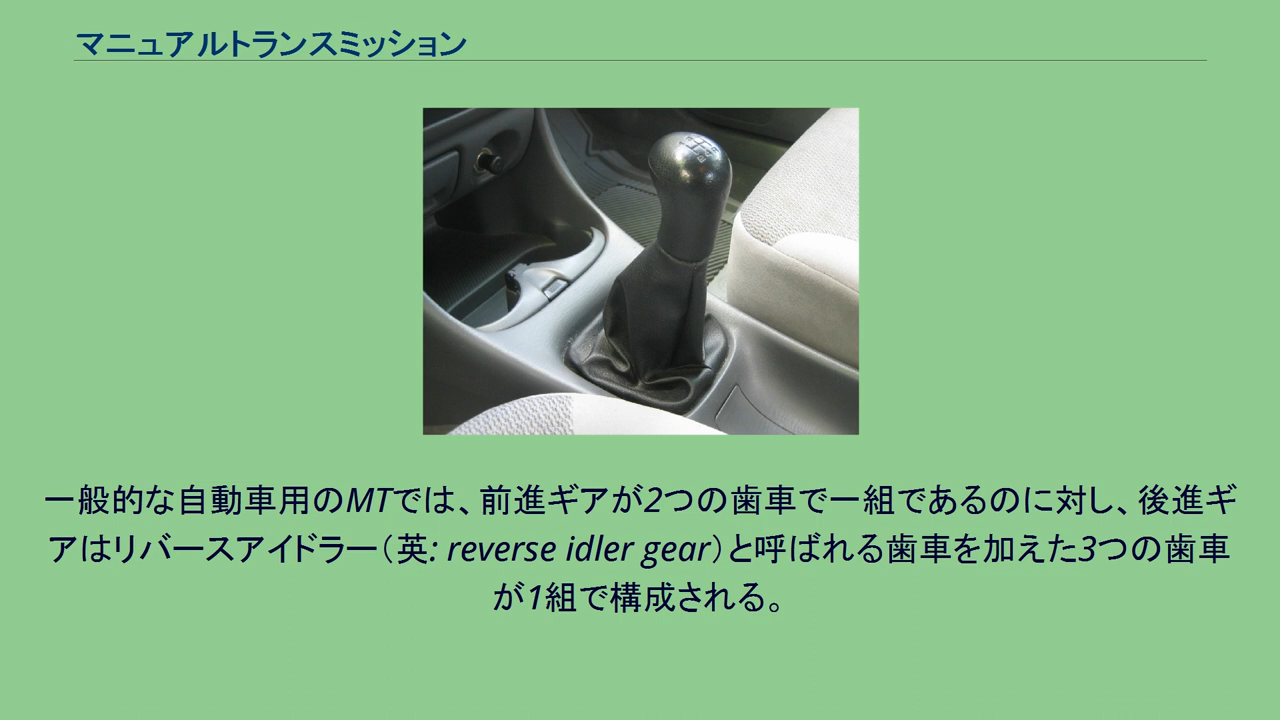 マニュアルトランスミッション
一般的な自動車用のMTでは、前進ギアが2つの歯車で一組であるのに対し、後進ギ
アはリバースアイドラー（英: reverse idler gear）と呼ばれる歯車を加えた3つの歯車
が1組で構成される。